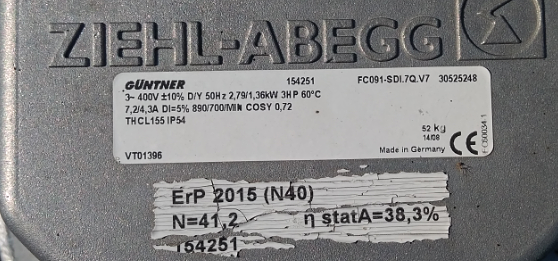 ZIEHL-ABEGG
GÜNTNER 154251 FC091-SDI.7Q.V7 30525248
3~ 400V ±10% D/Y 50Hz 2,79/1,36kW 3HP 60°C
7,2/4,3A DI=5% 890/700/MIN COSY 0,72
THCL155 IP54
52 kg
14/08
VT01396 Made in Germany CE
ErP 2015 (N40)
N=41,2 η statA=38,3%
154251